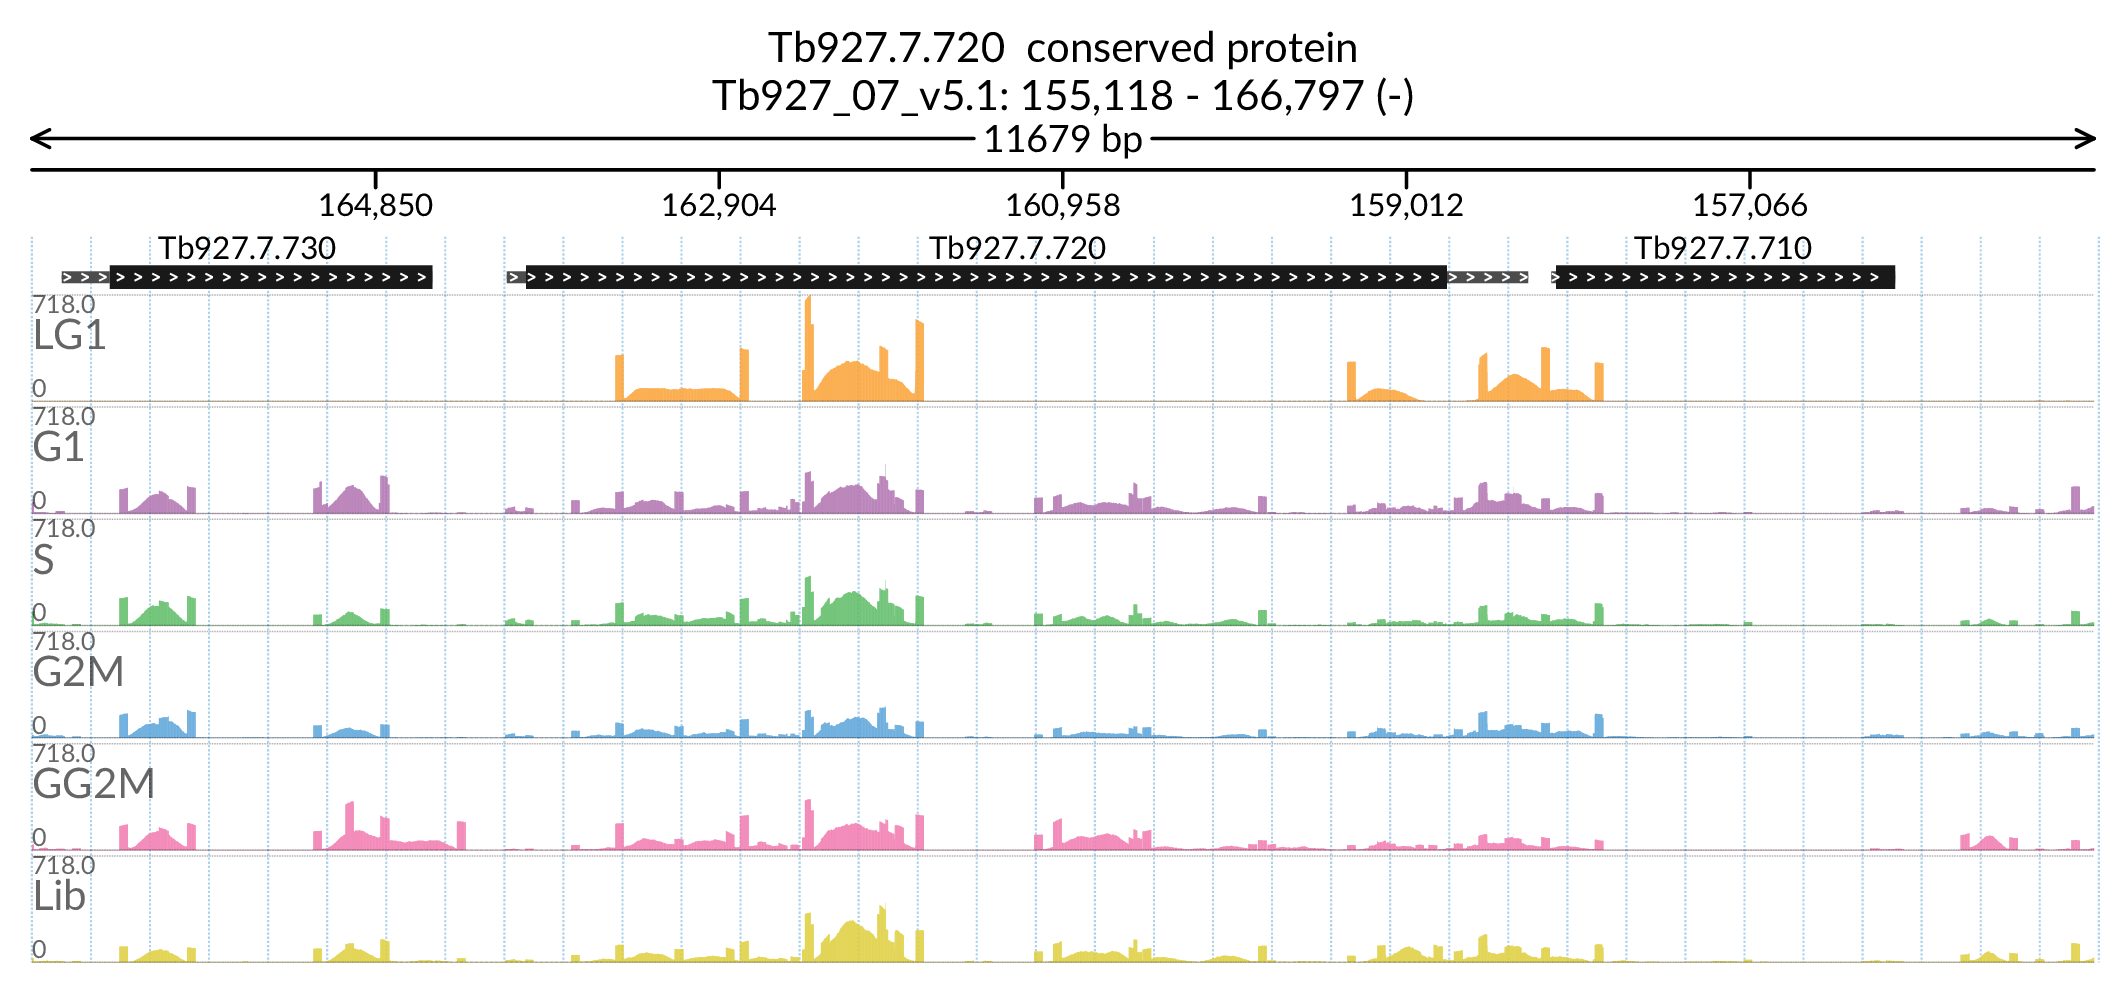 Tb927.7.720 conserved protein
Tb927_07_v5.1: 155,118 - 166,797 (-)
11679 bp
164,850 162,904 160,958 159,012 157,066
Tb927.7.730 Tb927.7.720 Tb927.7.710
718.0
LG1
0
718.0
G1
0
718.0
S
0
718.0
G2M
0
718.0
GG2M
0
718.0
Lib
0